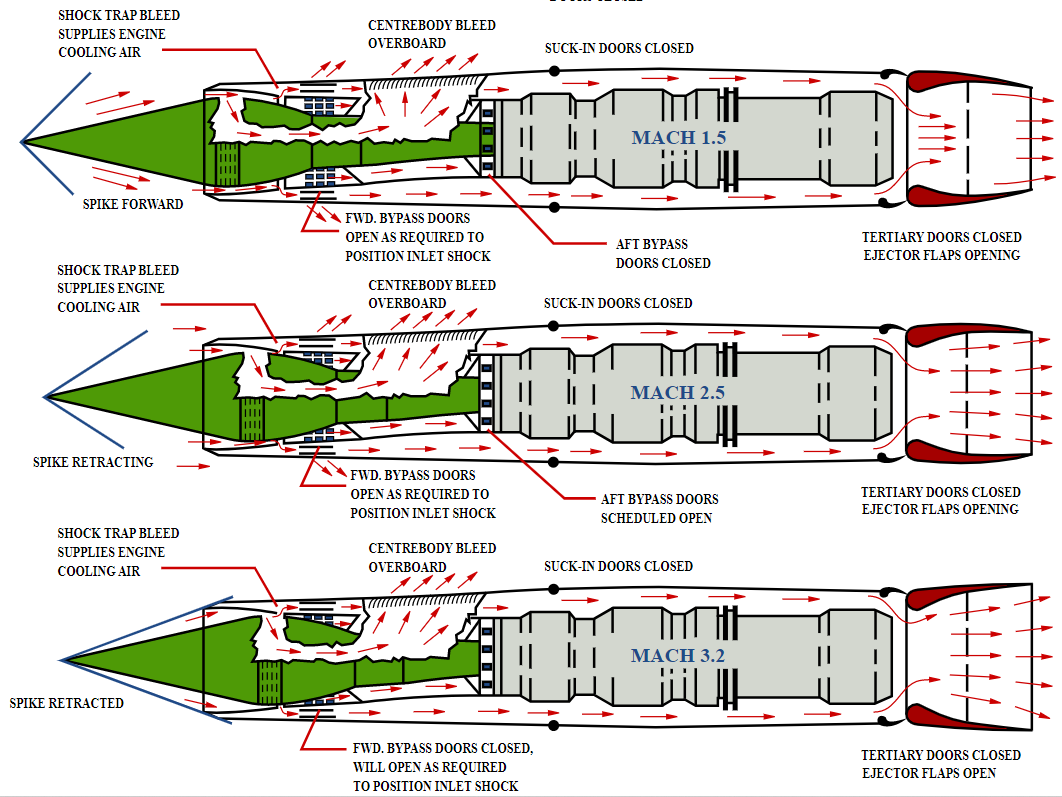 SHOCK TRAP BLEED
SUPPLIES ENGINE
COOLING AIR
CENTREBODY BLEED
OVERBOARD
SUCK-IN DOORS CLOSED
MACH 1.5
SPIKE FORWARD
FWD. BYPASS DOORS
OPEN AS REQUIRED TO
POSITION INLET SHOCK
AFT BYPASS
DOORS CLOSED
TERTIARY DOORS CLOSED
EJECTOR FLAPS OPENING
SHOCK TRAP BLEED
SUPPLIES ENGINE
COOLING AIR
CENTREBODY BLEED
OVERBOARD
SUCK-IN DOORS CLOSED
MACH 2.5
SPIKE RETRACTING
FWD. BYPASS DOORS
OPEN AS REQUIRED TO
POSITION INLET SHOCK
AFT BYPASS DOORS
SCHEDULED OPEN
TERTIARY DOORS CLOSED
EJECTOR FLAPS OPENING
SHOCK TRAP BLEED
SUPPLIES ENGINE
COOLING AIR
CENTREBODY BLEED
OVERBOARD
SUCK-IN DOORS CLOSED
MACH 3.2
SPIKE RETRACTED
FWD. BYPASS DOORS CLOSED,
WILL OPEN AS REQUIRED
TO POSITION INLET SHOCK
TERTIARY DOORS CLOSED
EJECTOR FLAPS OPEN